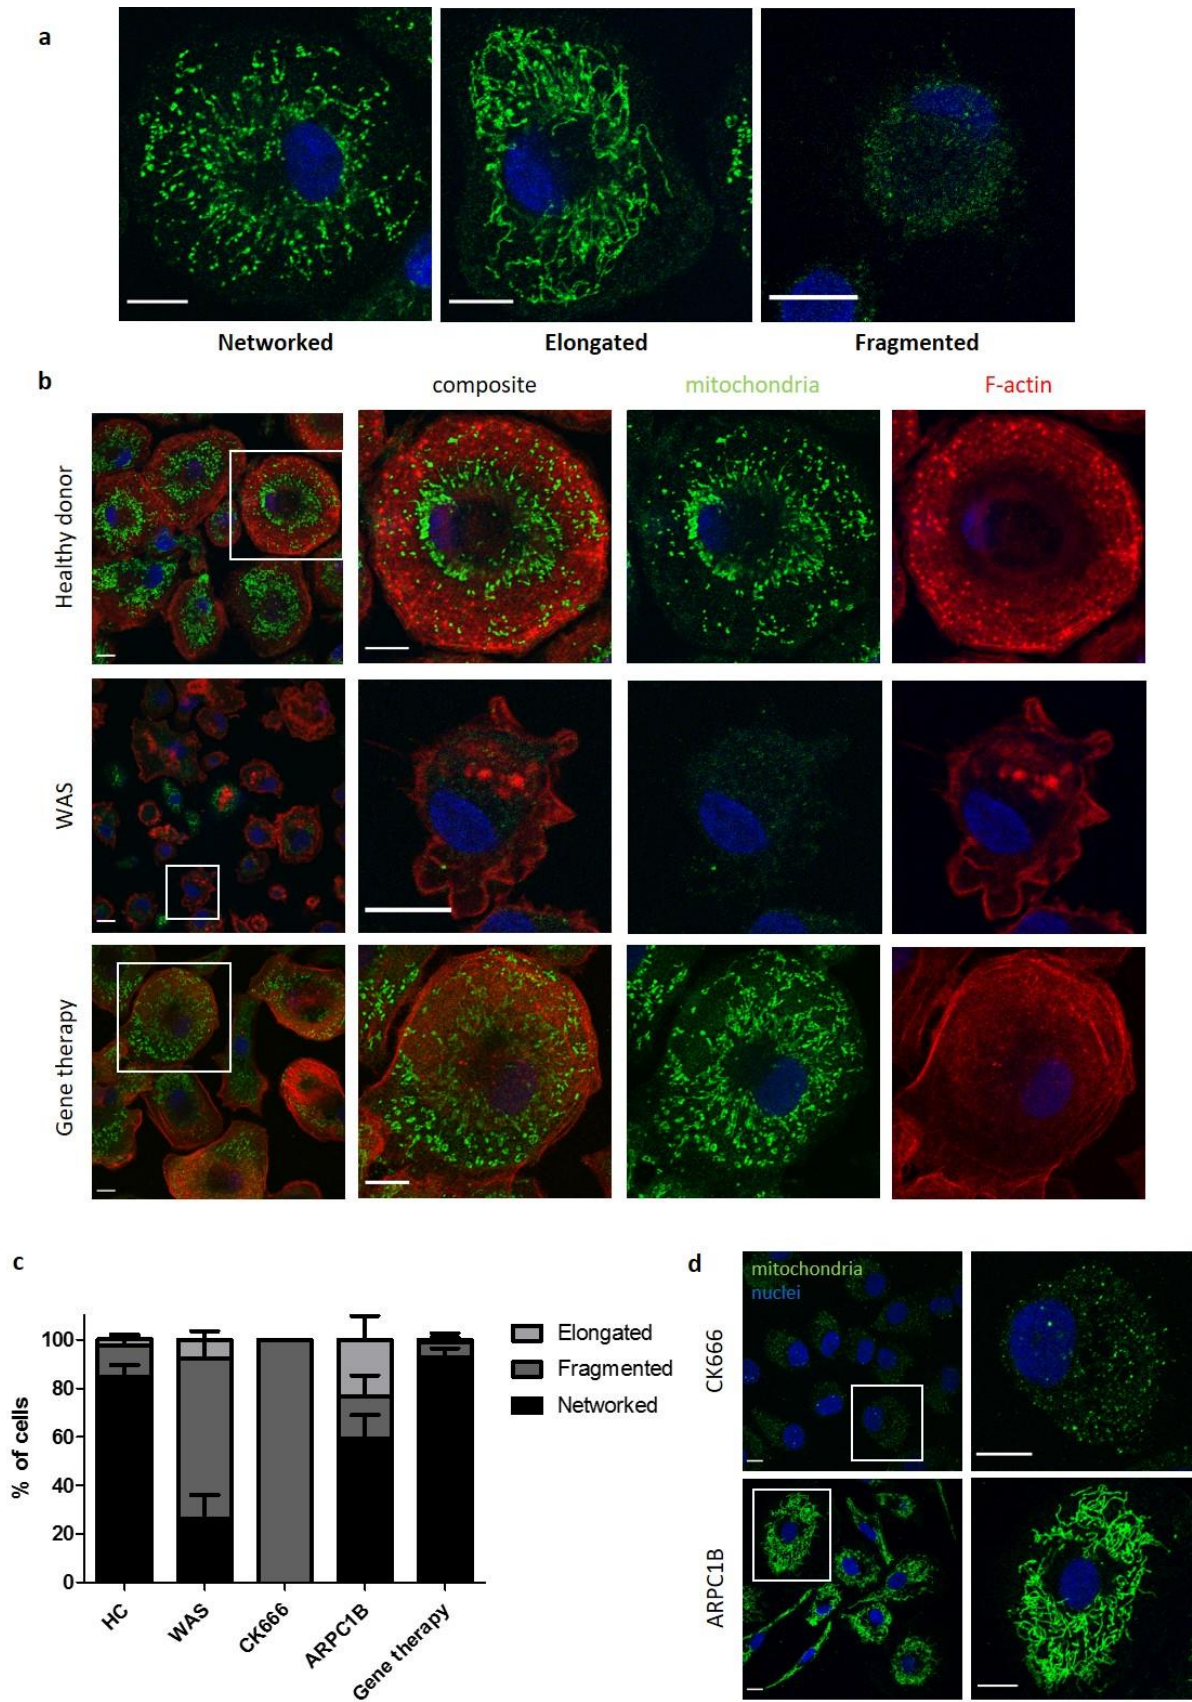 a
Networked
Elongated
Fragmented
b
composite
mitochondria
F-actin
Healthy donor
WAS
Gene therapy
c
% of cells
100
80
60
40
20
0
HC
WAS
CK666
ARPC1B
Gene therapy
Elongated
Fragmented
Networked
d
mitochondria
nuclei
CK666
ARPC1B